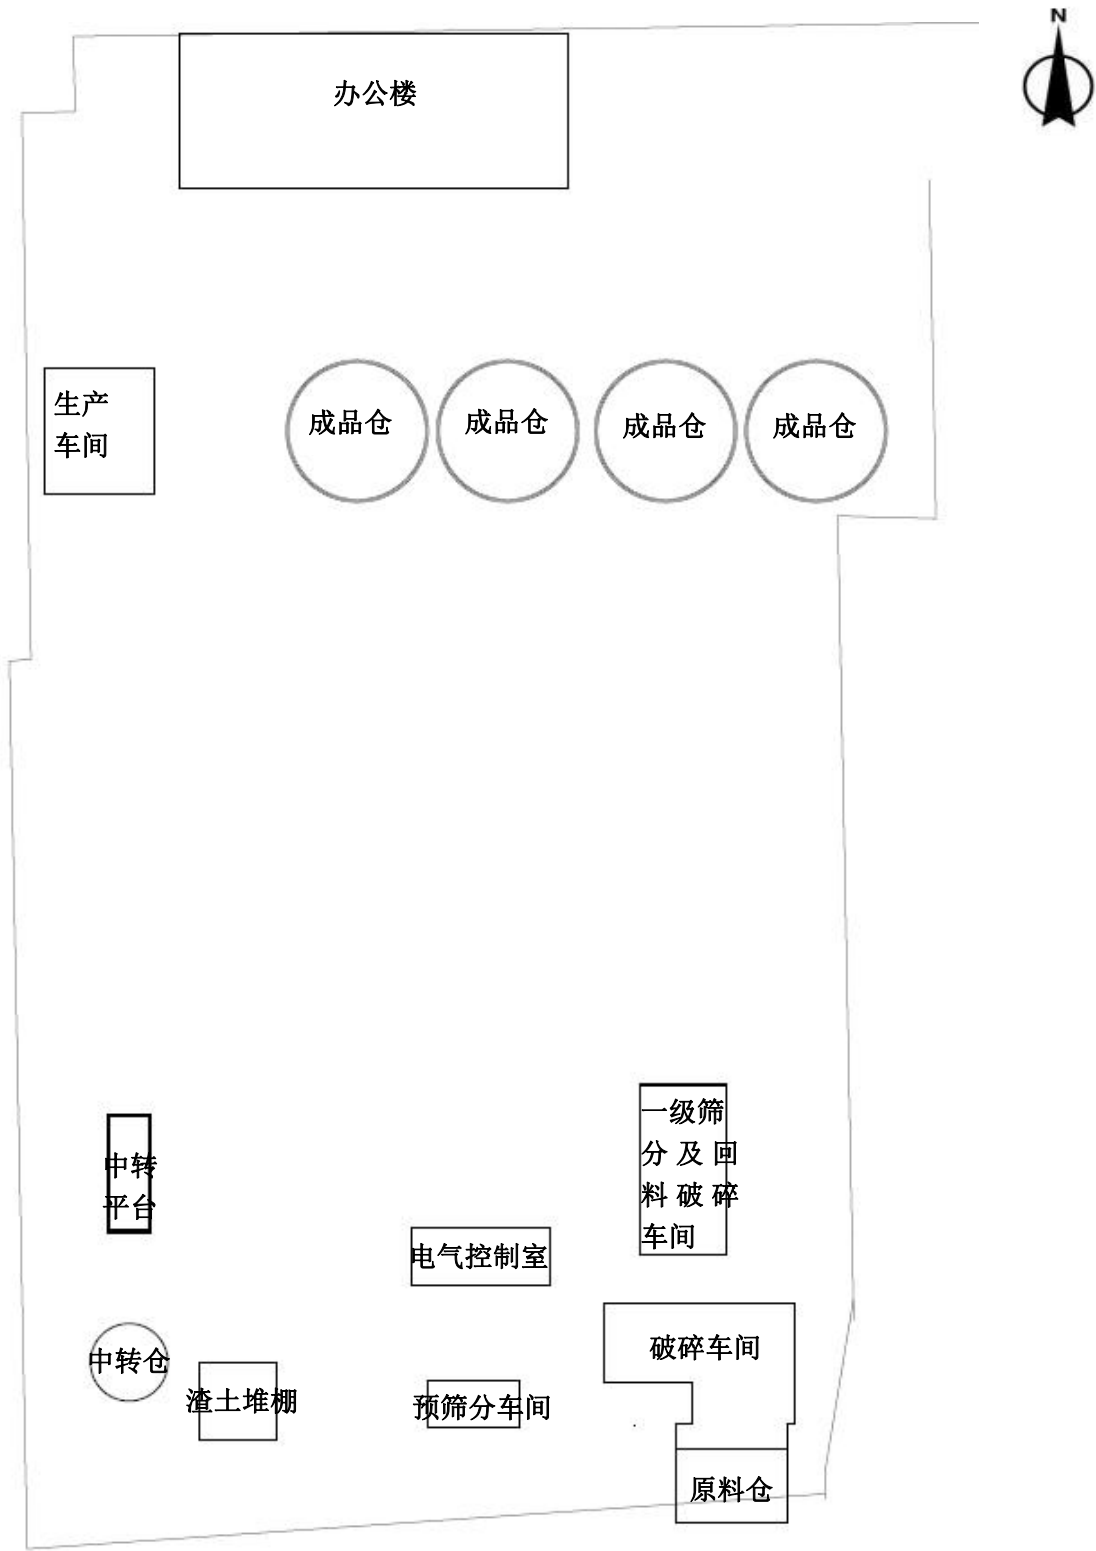 N
办公楼
生产
车间
成品仓
成品仓
成品仓
成品仓
一级筛
分及回
料破碎
车间
中转
平台
电气控制室
破碎车间
中转仓
渣土堆棚
预筛分车间
原料仓